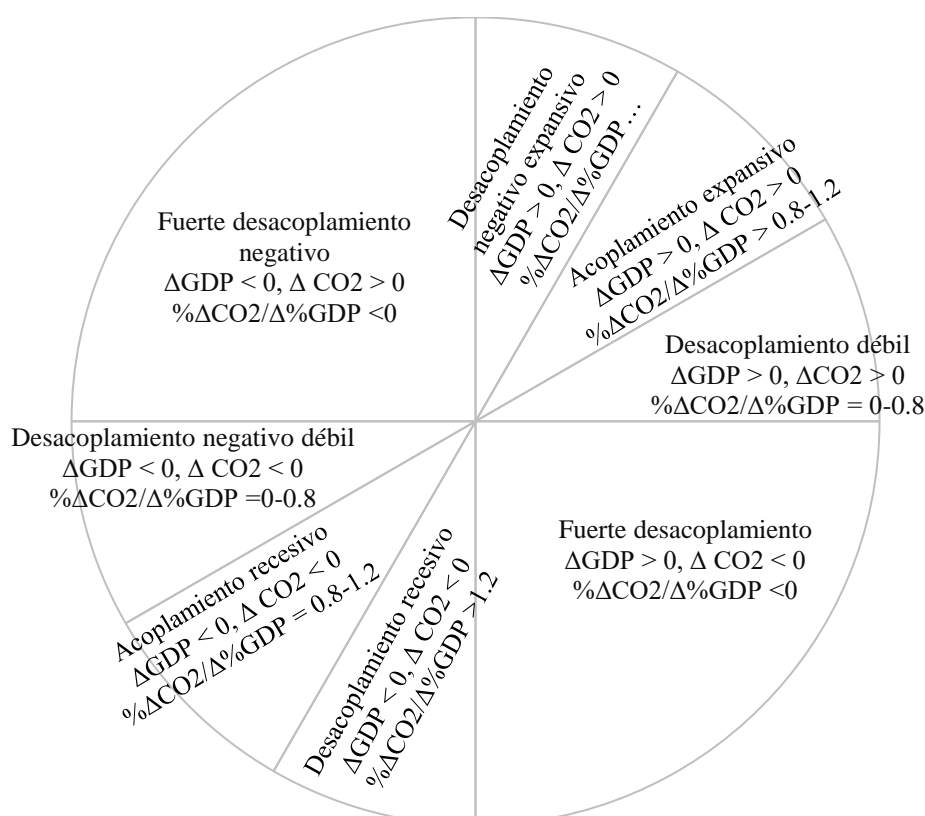 Desacoplamiento
negativo expansivo
ΔGDP > 0, Δ CO2 > 0
%ΔCO2/Δ%GDP …
Acoplamiento expansivo
ΔGDP > 0, Δ CO2 > 0
%ΔCO2/Δ%GDP > 0.8-1.2
Fuerte desacoplamiento
negativo
ΔGDP < 0, Δ CO2 > 0
%ΔCO2/Δ%GDP <0
Desacoplamiento débil
ΔGDP > 0, ΔCO2 > 0
%ΔCO2/Δ%GDP = 0-0.8
Desacoplamiento negativo débil
ΔGDP < 0, Δ CO2 < 0
%ΔCO2/Δ%GDP =0-0.8
Fuerte desacoplamiento
ΔGDP > 0, Δ CO2 < 0
%ΔCO2/Δ%GDP <0
Acoplamiento recesivo
ΔGDP < 0, Δ CO2 < 0
%ΔCO2/Δ%GDP = 0.8-1.2
Desacoplamiento recesivo
ΔGDP < 0, Δ CO2 < 0
%ΔCO2/Δ%GDP >1.2